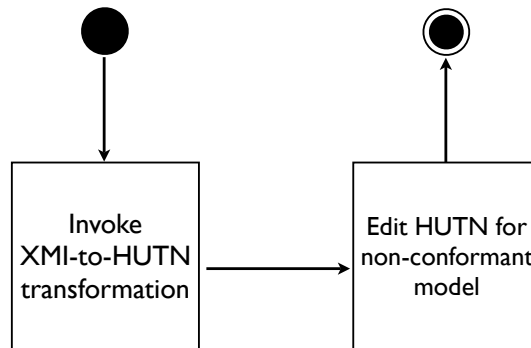 Invoke
XMI-to-HUTN
transformation
Edit HUTN for
non-conformant
model